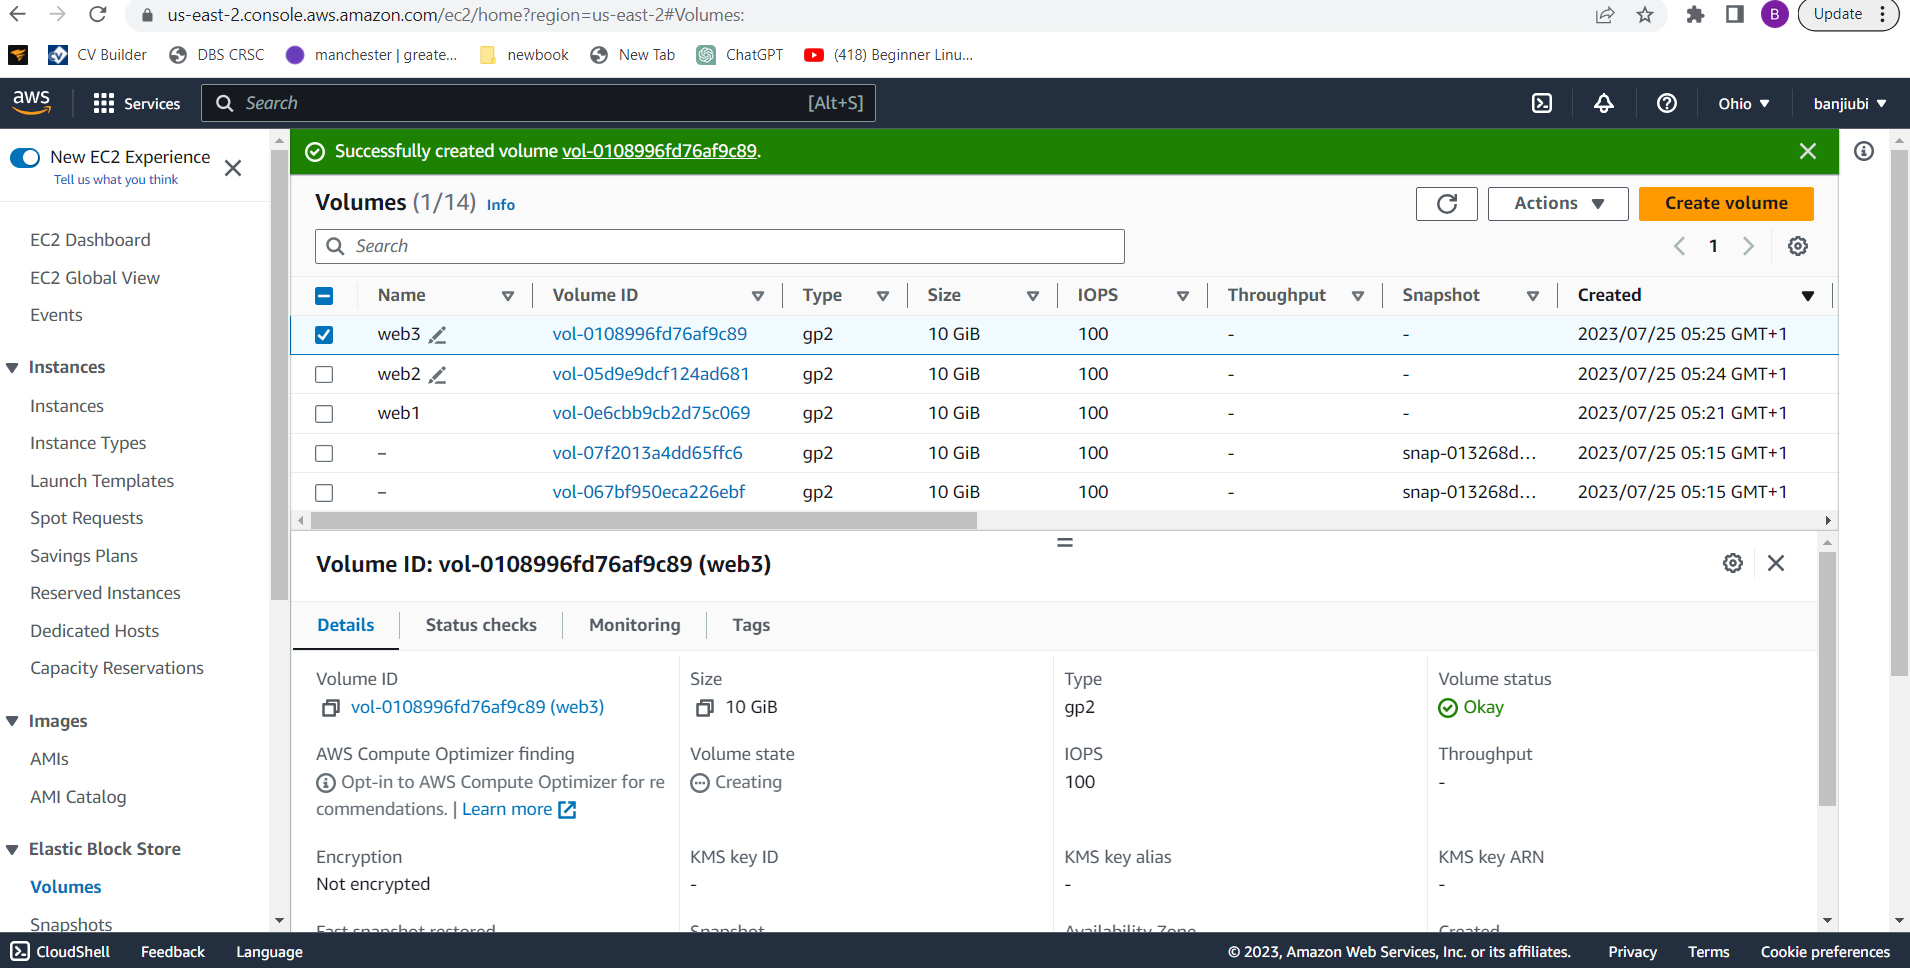 us-east-2.console.aws.amazon.com/ec2/home?region=us-east-2#Volumes:
B
Update
CV Builder
DBS CRSC
manchester | greate...
newbook
New Tab
ChatGPT
(418) Beginner Linu...
aws
Services
Search
[Alt+S]
Ohio
banjiubi
New EC2 Experience
Tell us what you think
EC2 Dashboard
EC2 Global View
Events
Instances
Instances
Instance Types
Launch Templates
Spot Requests
Savings Plans
Reserved Instances
Dedicated Hosts
Capacity Reservations
Images
AMIs
AMI Catalog
Elastic Block Store
Volumes
Snapshots
Successfully created volume vol-0108996fd76af9c89.
Volumes (1/14) Info
Actions
Create volume
Search
1
Name Volume ID Type Size IOPS Throughput Snapshot Created
web3 vol-0108996fd76af9c89 gp2 10 GiB 100 - - 2023/07/25 05:25 GMT+1
web2 vol-05d9e9dcf124ad681 gp2 10 GiB 100 - - 2023/07/25 05:24 GMT+1
web1 vol-0e6cbb9cb2d75c069 gp2 10 GiB 100 - - 2023/07/25 05:21 GMT+1
– vol-07f2013a4dd65ffc6 gp2 10 GiB 100 - snap-013268d... 2023/07/25 05:15 GMT+1
– vol-067bf950eca226ebf gp2 10 GiB 100 - snap-013268d... 2023/07/25 05:15 GMT+1
Volume ID: vol-0108996fd76af9c89 (web3)
Details Status checks Monitoring Tags
Volume ID
vol-0108996fd76af9c89 (web3)
Size
10 GiB
Type
gp2
Volume status
Okay
AWS Compute Optimizer finding
Opt-in to AWS Compute Optimizer for re
commendations. | Learn more
Volume state
Creating
IOPS
100
Throughput
-
Encryption
Not encrypted
KMS key ID
-
KMS key alias
-
KMS key ARN
-
Fast snapshot restored
Snapshot
Availability Zone
Created
CloudShell Feedback Language
© 2023, Amazon Web Services, Inc. or its affiliates. Privacy Terms Cookie preferences